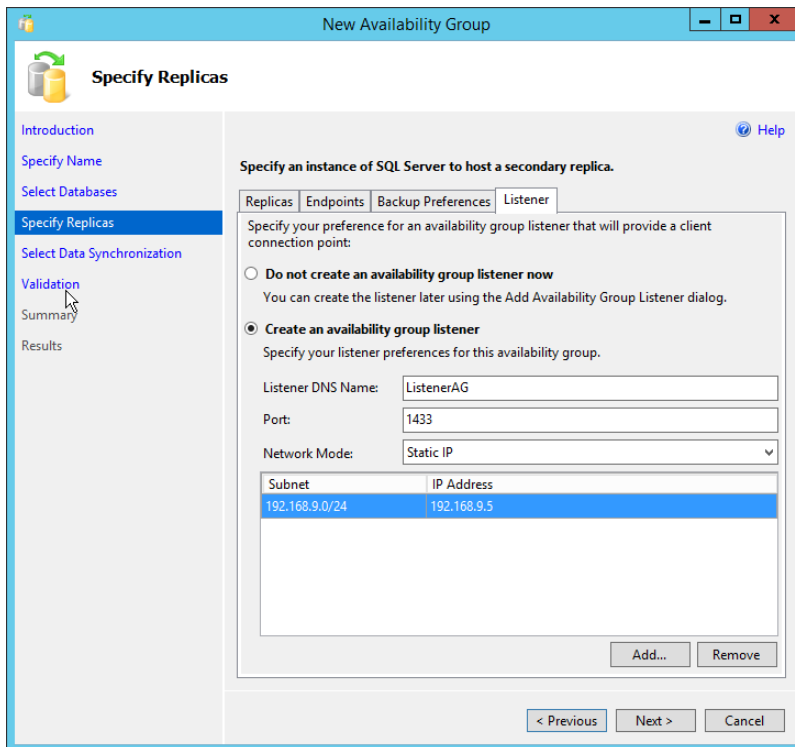 New Availability Group
Specify Replicas
Introduction
Specify Name
Select Databases
Specify Replicas
Select Data Synchronization
Validation
Summary
Results
Help
Specify an instance of SQL Server to host a secondary replica.
Replicas Endpoints Backup Preferences Listener
Specify your preference for an availability group listener that will provide a client
connection point:
Do not create an availability group listener now
You can create the listener later using the Add Availability Group Listener dialog.
Create an availability group listener
Specify your listener preferences for this availability group.
Listener DNS Name: ListenerAG
Port: 1433
Network Mode: Static IP
Subnet IP Address
192.168.9.0/24 192.168.9.5
Add... Remove
< Previous Next > Cancel